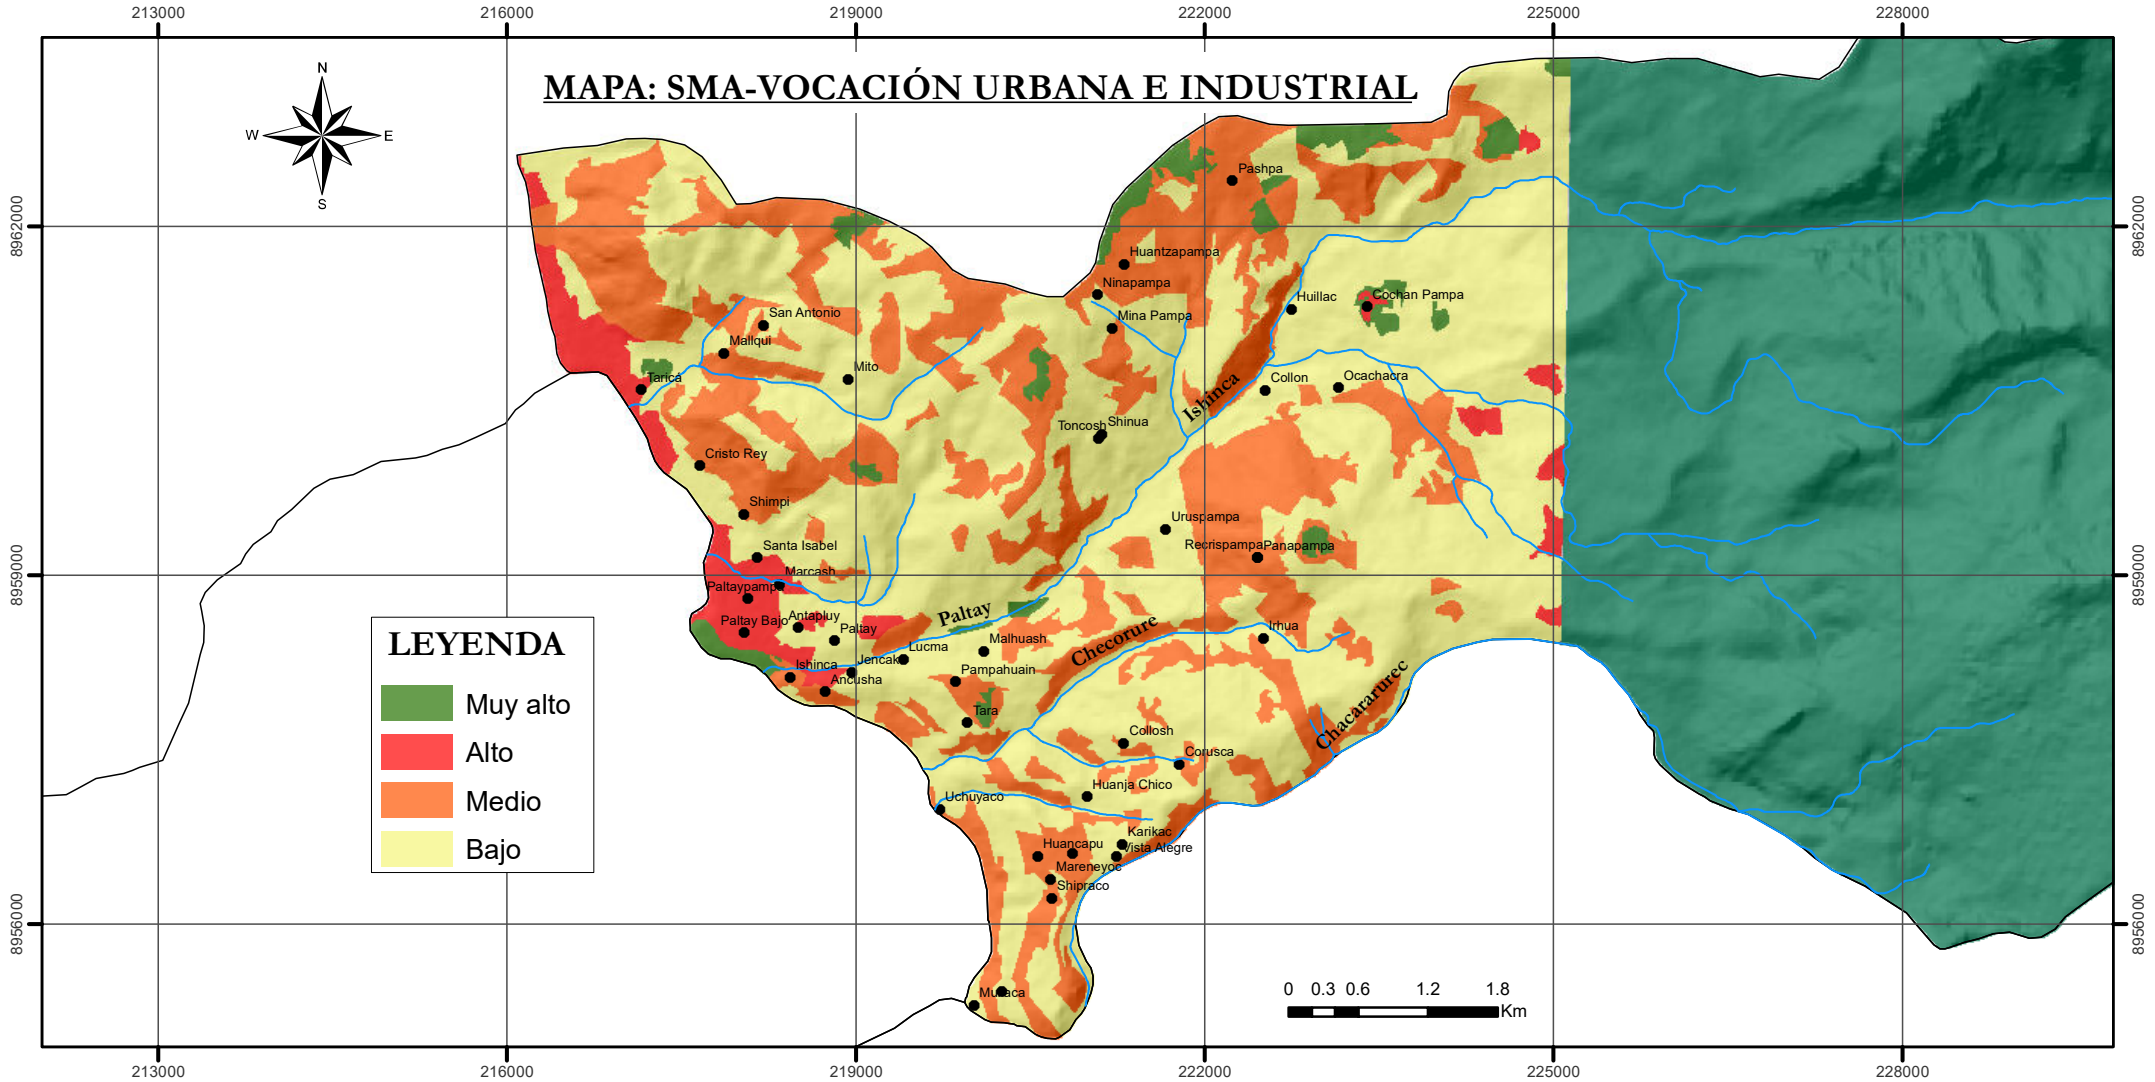 213000
216000
219000
222000
225000
228000
N
W
E
S
MAPA: SMA-VOCACIÓN URBANA E INDUSTRIAL
Pashpa
8962000
8962000
Huantzapampa
Ninapampa
Huillac
Cochan Pampa
San Antonio
Mina Pampa
Mallqui
Mito
Taricá
Collon
Ocachacra
Ishinca
Toncosh
Shinua
Cristo Rey
Shimpi
Uruspampa
Santa Isabel
Recrispampa
Panapampa
8959000
8959000
Marcash
Paltaypampa
Paltay
Antapluy
Paltay Bajo
Paltay
Checorure
Irhua
Malhuash
Lucma
Jencak
Ishinca
Pampahuain
Ancusha
Chacararurec
Tara
Collosh
Corusca
Huanja Chico
Uchuyaco
Karikac
Huancapu
Vista Alegre
Mareneyoc
Shipraco
8956000
8956000
LEYENDA
Muy alto
Alto
Medio
Bajo
0 0.3 0.6 1.2 1.8
Km
213000
216000
219000
222000
225000
228000